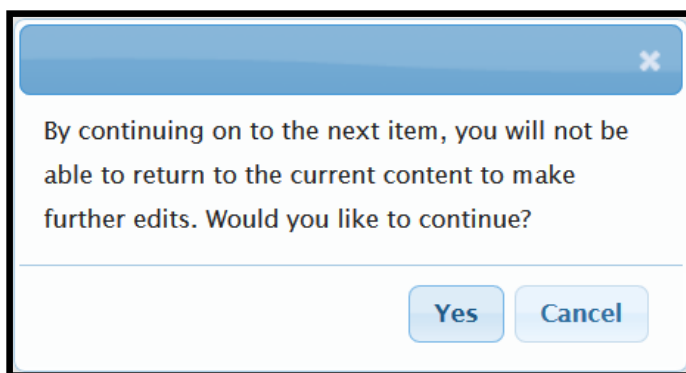 By continuing on to the next item, you will not be
able to return to the current content to make
further edits. Would you like to continue?
Yes Cancel